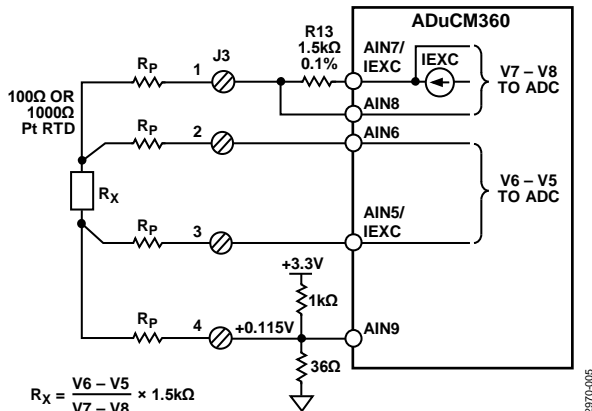 ADuCM360
R13
1.5kΩ
0.1%
AIN7/
IEXC
IEXC
V7 – V8
TO ADC
J3
RP
1
AIN8
100Ω OR
1000Ω
Pt RTD
RP
2
AIN6
RX
V6 – V5
TO ADC
RP
3
AIN5/
IEXC
+3.3V
1kΩ
RP
4
+0.115V
AIN9
36Ω
RX = V6 – V5 / V7 – V8 × 1.5kΩ
2970-005